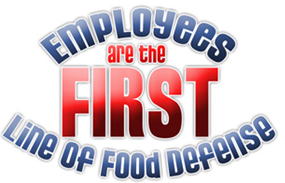 Employees
are the
FIRST
Line Of Food Defense